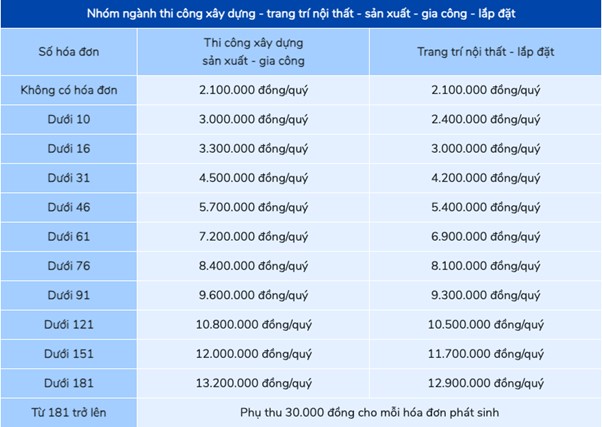 Nhóm ngành thi công xây dựng - trang trí nội thất - sản xuất - gia công - lắp đặt
Số hóa đơn
Thi công xây dựng
sản xuất - gia công
Trang trí nội thất - lắp đặt
Không có hóa đơn 2.100.000 đồng/quý 2.100.000 đồng/quý
Dưới 10 3.000.000 đồng/quý 2.400.000 đồng/quý
Dưới 16 3.300.000 đồng/quý 3.000.000 đồng/quý
Dưới 31 4.500.000 đồng/quý 4.200.000 đồng/quý
Dưới 46 5.700.000 đồng/quý 5.400.000 đồng/quý
Dưới 61 7.200.000 đồng/quý 6.900.000 đồng/quý
Dưới 76 8.400.000 đồng/quý 8.100.000 đồng/quý
Dưới 91 9.600.000 đồng/quý 9.300.000 đồng/quý
Dưới 121 10.800.000 đồng/quý 10.500.000 đồng/quý
Dưới 151 12.000.000 đồng/quý 11.700.000 đồng/quý
Dưới 181 13.200.000 đồng/quý 12.900.000 đồng/quý
Từ 181 trở lên Phụ thu 30.000 đồng cho mỗi hóa đơn phát sinh